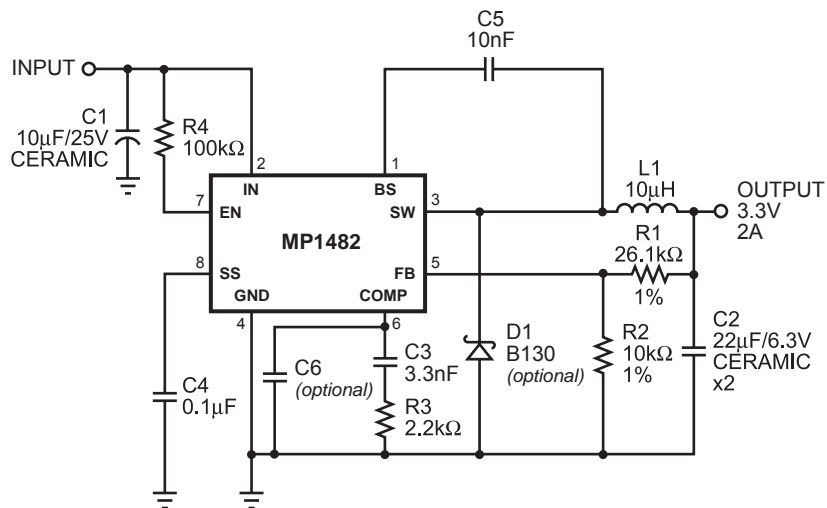 C5
10nF
INPUT
C1
10µF/25V
CERAMIC
R4
100kΩ
2
1
IN
BS
L1
10µH
OUTPUT
3.3V
2A
7
EN
SW
3
MP1482
R1
26.1kΩ
1%
8
SS
FB
5
GND
COMP
4
6
C4
0.1µF
C6
(optional)
C3
3.3nF
R3
2.2kΩ
D1
B130
(optional)
R2
10kΩ
1%
C2
22µF/6.3V
CERAMIC
x2